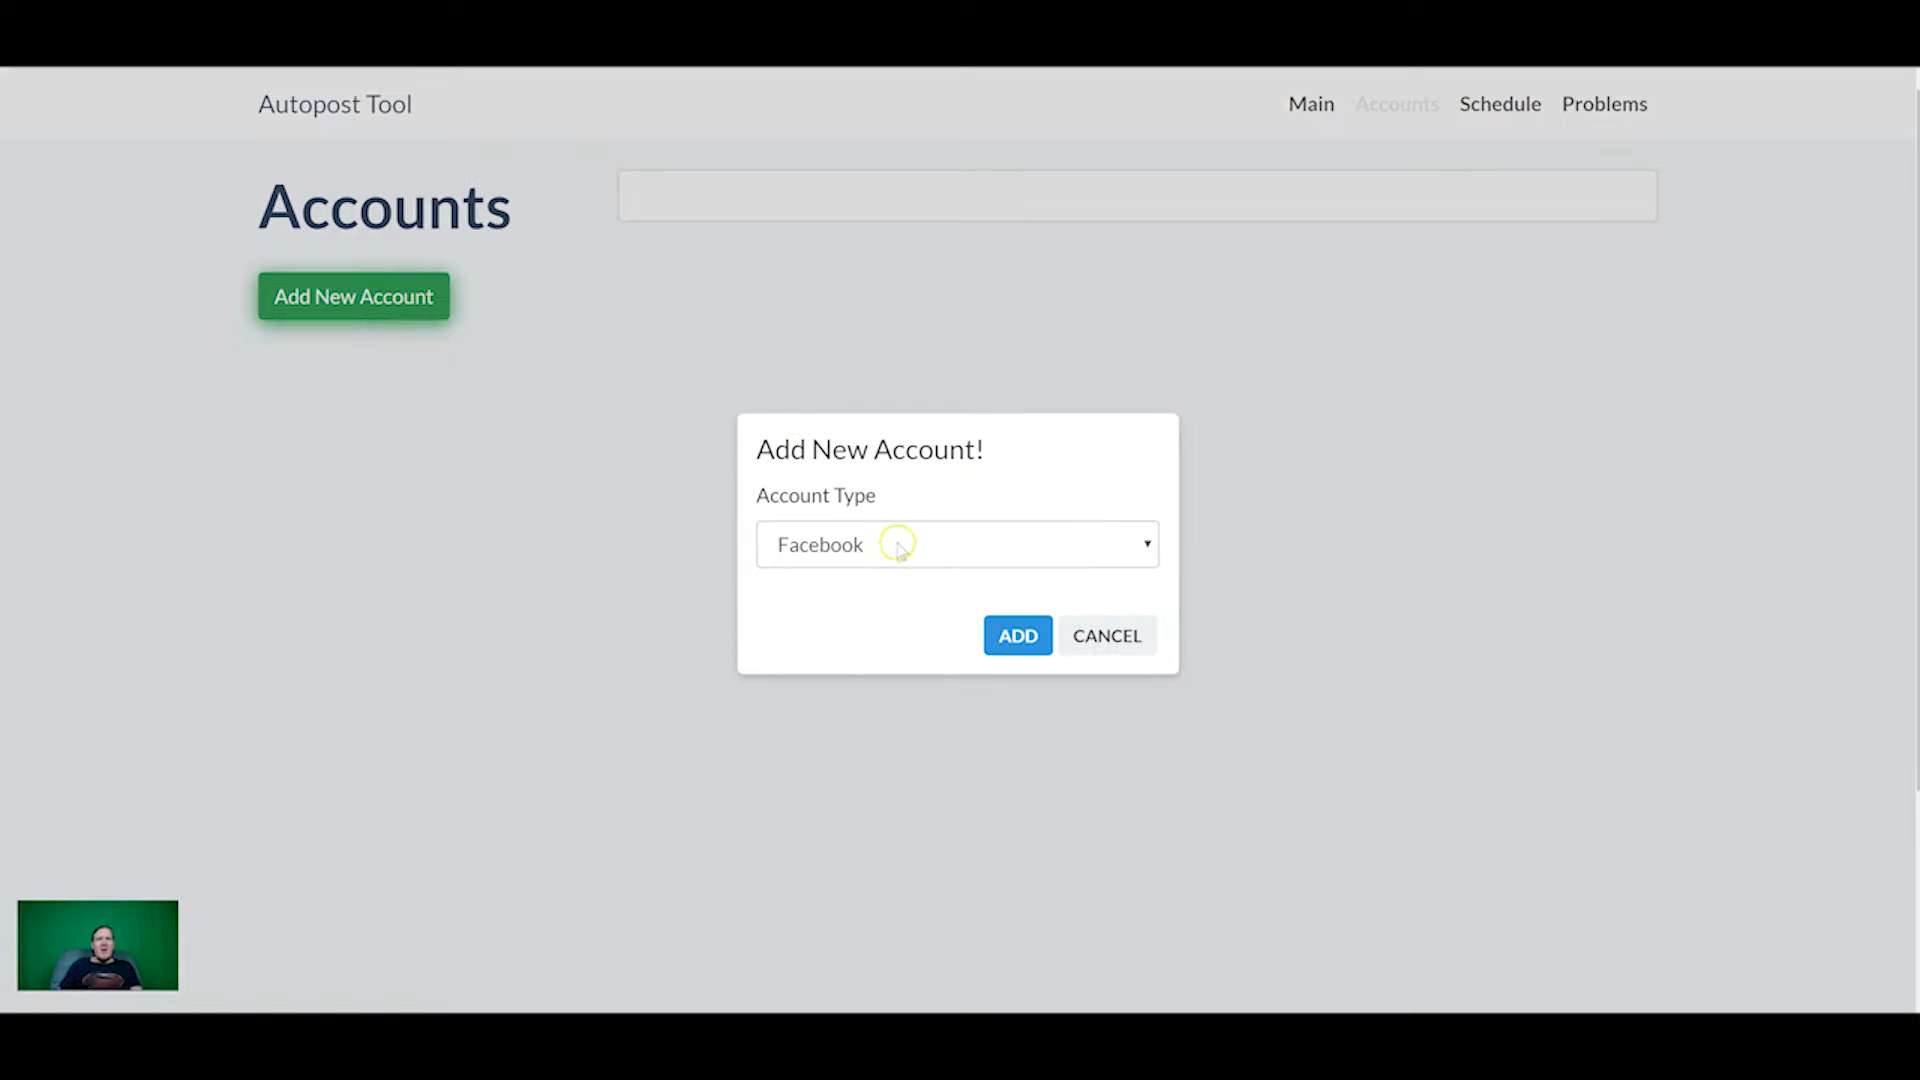 Autopost Tool
Main Accounts Schedule Problems
Accounts
Add New Account
Add New Account!
Account Type
Facebook
ADD CANCEL